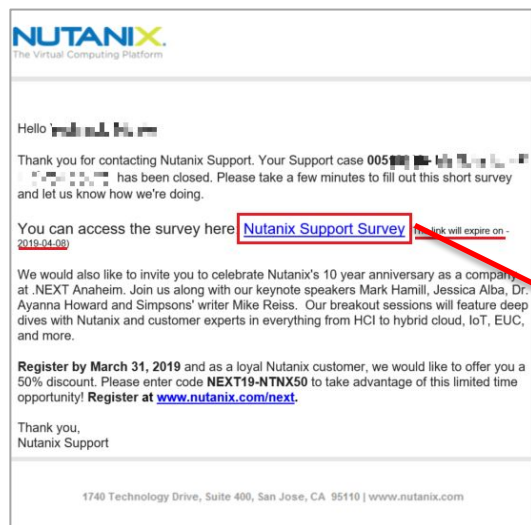 NUTANIX.
The Virtual Computing Platform
Hello
Thank you for contacting Nutanix Support. Your Support case 005
has been closed. Please take a few minutes to fill out this short survey
and let us know how we're doing.
You can access the survey here: Nutanix Support Survey link will expire on -
2019-04-08)
We would also like to invite you to celebrate Nutanix's 10 year anniversary as a company
at .NEXT Anaheim. Join us along with our keynote speakers Mark Hamill, Jessica Alba, Dr.
Ayanna Howard and Simpsons' writer Mike Reiss. Our breakout sessions will feature deep
dives with Nutanix and customer experts in everything from HCI to hybrid cloud, IoT, EUC,
and more.
Register by March 31, 2019 and as a loyal Nutanix customer, we would like to offer you a
50% discount. Please enter code NEXT19-NTNX50 to take advantage of this limited time
opportunity! Register at www.nutanix.com/next.
Thank you,
Nutanix Support
1740 Technology Drive, Suite 400, San Jose, CA 95110 | www.nutanix.com